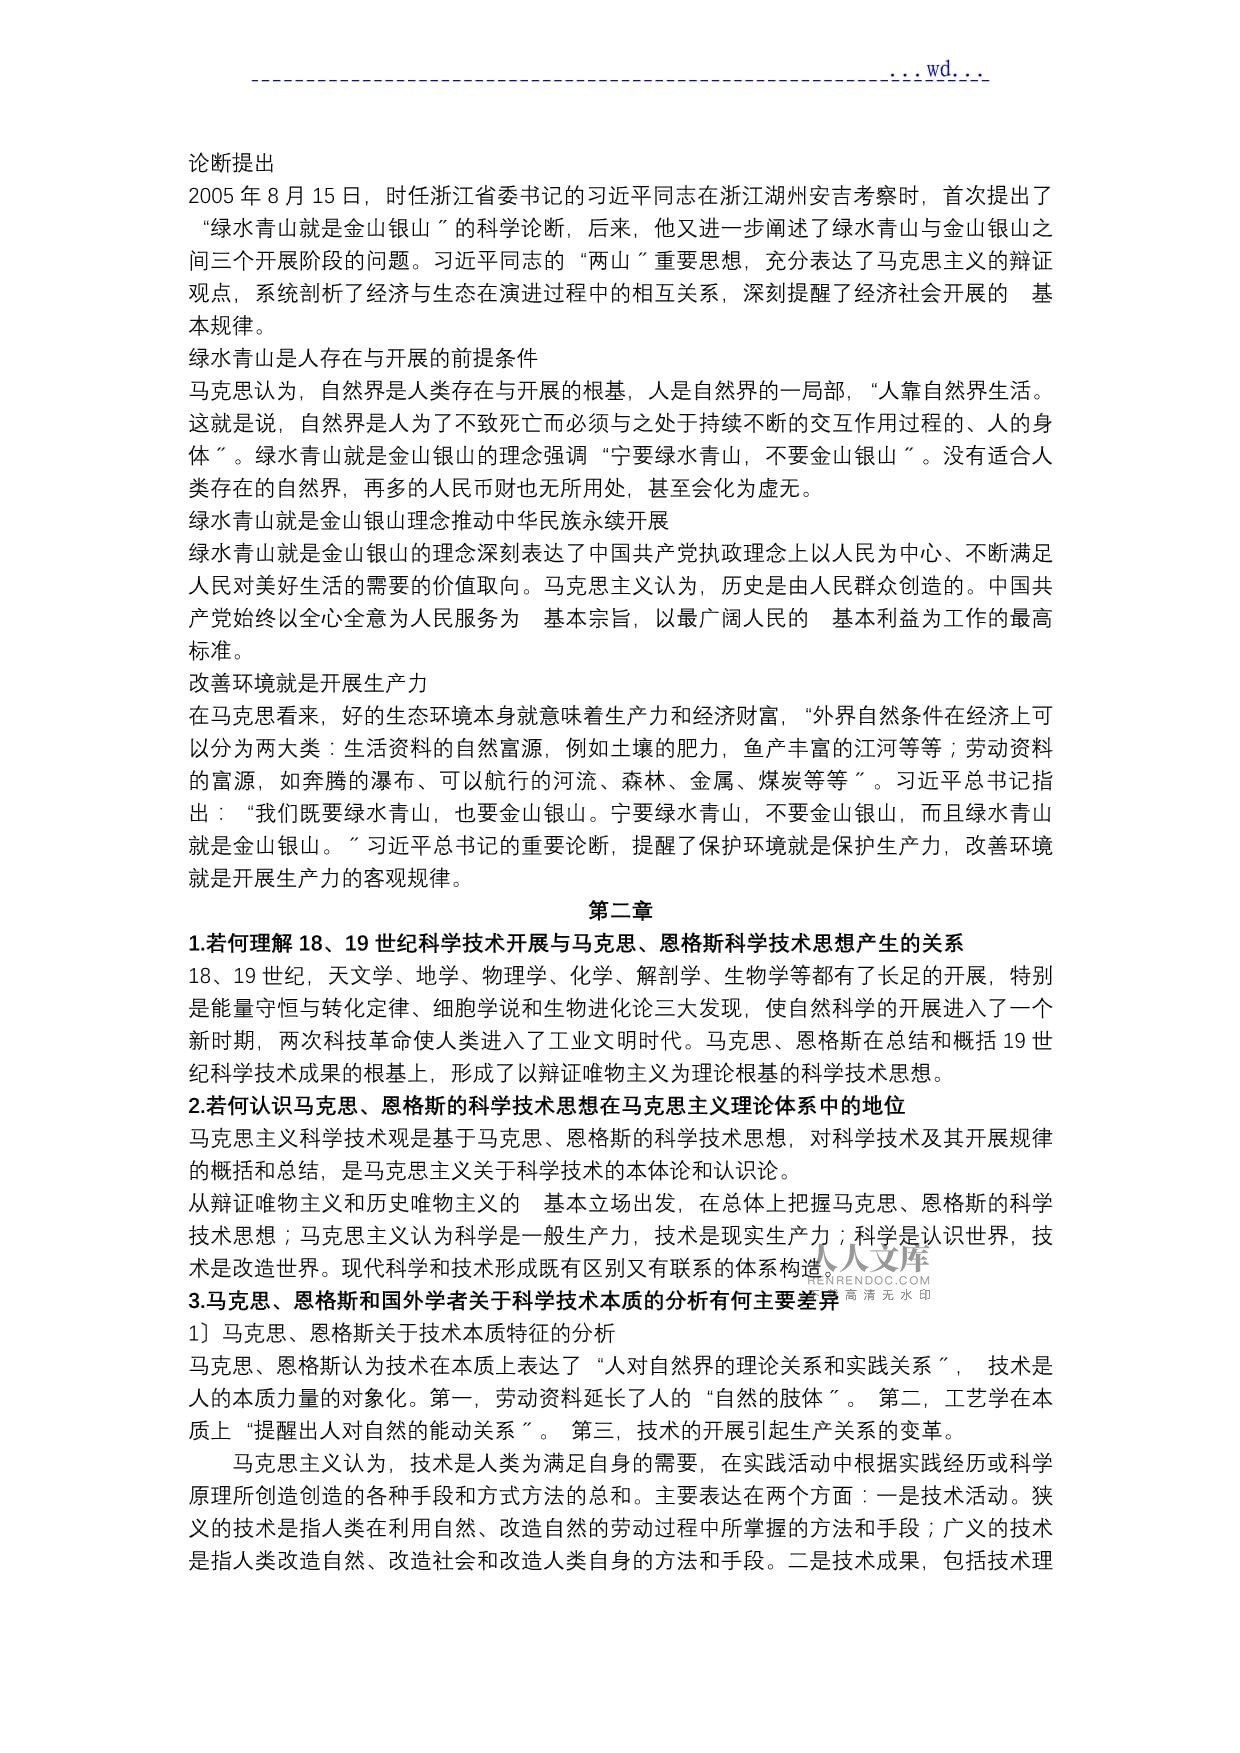 ...wd...
论断提出
2005 年 8 月 15 日，时任浙江省委书记的习近平同志在浙江湖州安吉考察时，首次提出了
“绿水青山就是金山银山〞的科学论断，后来，他又进一步阐述了绿水青山与金山银山之
间三个开展阶段的问题。习近平同志的 “两山〞重要思想，充分表达了马克思主义的辩证
观点，系统剖析了经济与生态在演进过程中的相互关系，深刻提醒了经济社会开展的　基
本规律。
绿水青山是人存在与开展的前提条件
马克思认为，自然界是人类存在与开展的根基，人是自然界的一局部，“人靠自然界生活。
这就是说，自然界是人为了不致死亡而必须与之处于持续不断的交互作用过程的、人的身
体〞。绿水青山就是金山银山的理念强调 “宁要绿水青山，不要金山银山〞。没有适合人
类存在的自然界，再多的人民币财也无所用处，甚至会化为虚无。
绿水青山就是金山银山理念推动中华民族永续开展
绿水青山就是金山银山的理念深刻表达了中国共产党执政理念上以人民为中心、不断满足
人民对美好生活的需要的价值取向。马克思主义认为，历史是由人民群众创造的。中国共
产党始终以全心全意为人民服务为　基本宗旨，以最广阔人民的　基本利益为工作的最高
标准。
改善环境就是开展生产力
在马克思看来，好的生态环境本身就意味着生产力和经济财富，“外界自然条件在经济上可
以分为两大类：生活资料的自然富源，例如土壤的肥力，鱼产丰富的江河等等；劳动资料
的富源，如奔腾的瀑布、可以航行的河流、森林、金属、煤炭等等〞。习近平总书记指
出： “我们既要绿水青山，也要金山银山。宁要绿水青山，不要金山银山，而且绿水青山
就是金山银山。〞习近平总书记的重要论断，提醒了保护环境就是保护生产力，改善环境
就是开展生产力的客观规律。
第二章
1.若何理解 18、19 世纪科学技术开展与马克思、恩格斯科学技术思想产生的关系
18、19 世纪，天文学、地学、物理学、化学、解剖学、生物学等都有了长足的开展，特别
是能量守恒与转化定律、细胞学说和生物进化论三大发现，使自然科学的开展进入了一个
新时期，两次科技革命使人类进入了工业文明时代。马克思、恩格斯在总结和概括 19 世
纪科学技术成果的根基上，形成了以辩证唯物主义为理论根基的科学技术思想。
2.若何认识马克思、恩格斯的科学技术思想在马克思主义理论体系中的地位
马克思主义科学技术观是基于马克思、恩格斯的科学技术思想，对科学技术及其开展规律
的概括和总结，是马克思主义关于科学技术的本体论和认识论。
从辩证唯物主义和历史唯物主义的　基本立场出发，在总体上把握马克思、恩格斯的科学
技术思想；马克思主义认为科学是一般生产力，技术是现实生产力；科学是认识世界，技
术是改造世界。现代科学和技术形成既有区别又有联系的体系构造。
人人文库
RENRENDOC.COM
下载高清无水印
3.马克思、恩格斯和国外学者关于科学技术本质的分析有何主要差异
1〕马克思、恩格斯关于技术本质特征的分析
马克思、恩格斯认为技术在本质上表达了 “人对自然界的理论关系和实践关系〞， 技术是
人的本质力量的对象化。第一，劳动资料延长了人的 “自然的肢体〞。 第二，工艺学在本
质上 “提醒出人对自然的能动关系〞。 第三，技术的开展引起生产关系的变革。
马克思主义认为，技术是人类为满足自身的需要，在实践活动中根据实践经历或科学
原理所创造创造的各种手段和方式方法的总和。主要表达在两个方面：一是技术活动。狭
义的技术是指人类在利用自然、改造自然的劳动过程中所掌握的方法和手段；广义的技术
是指人类改造自然、改造社会和改造人类自身的方法和手段。二是技术成果，包括技术理